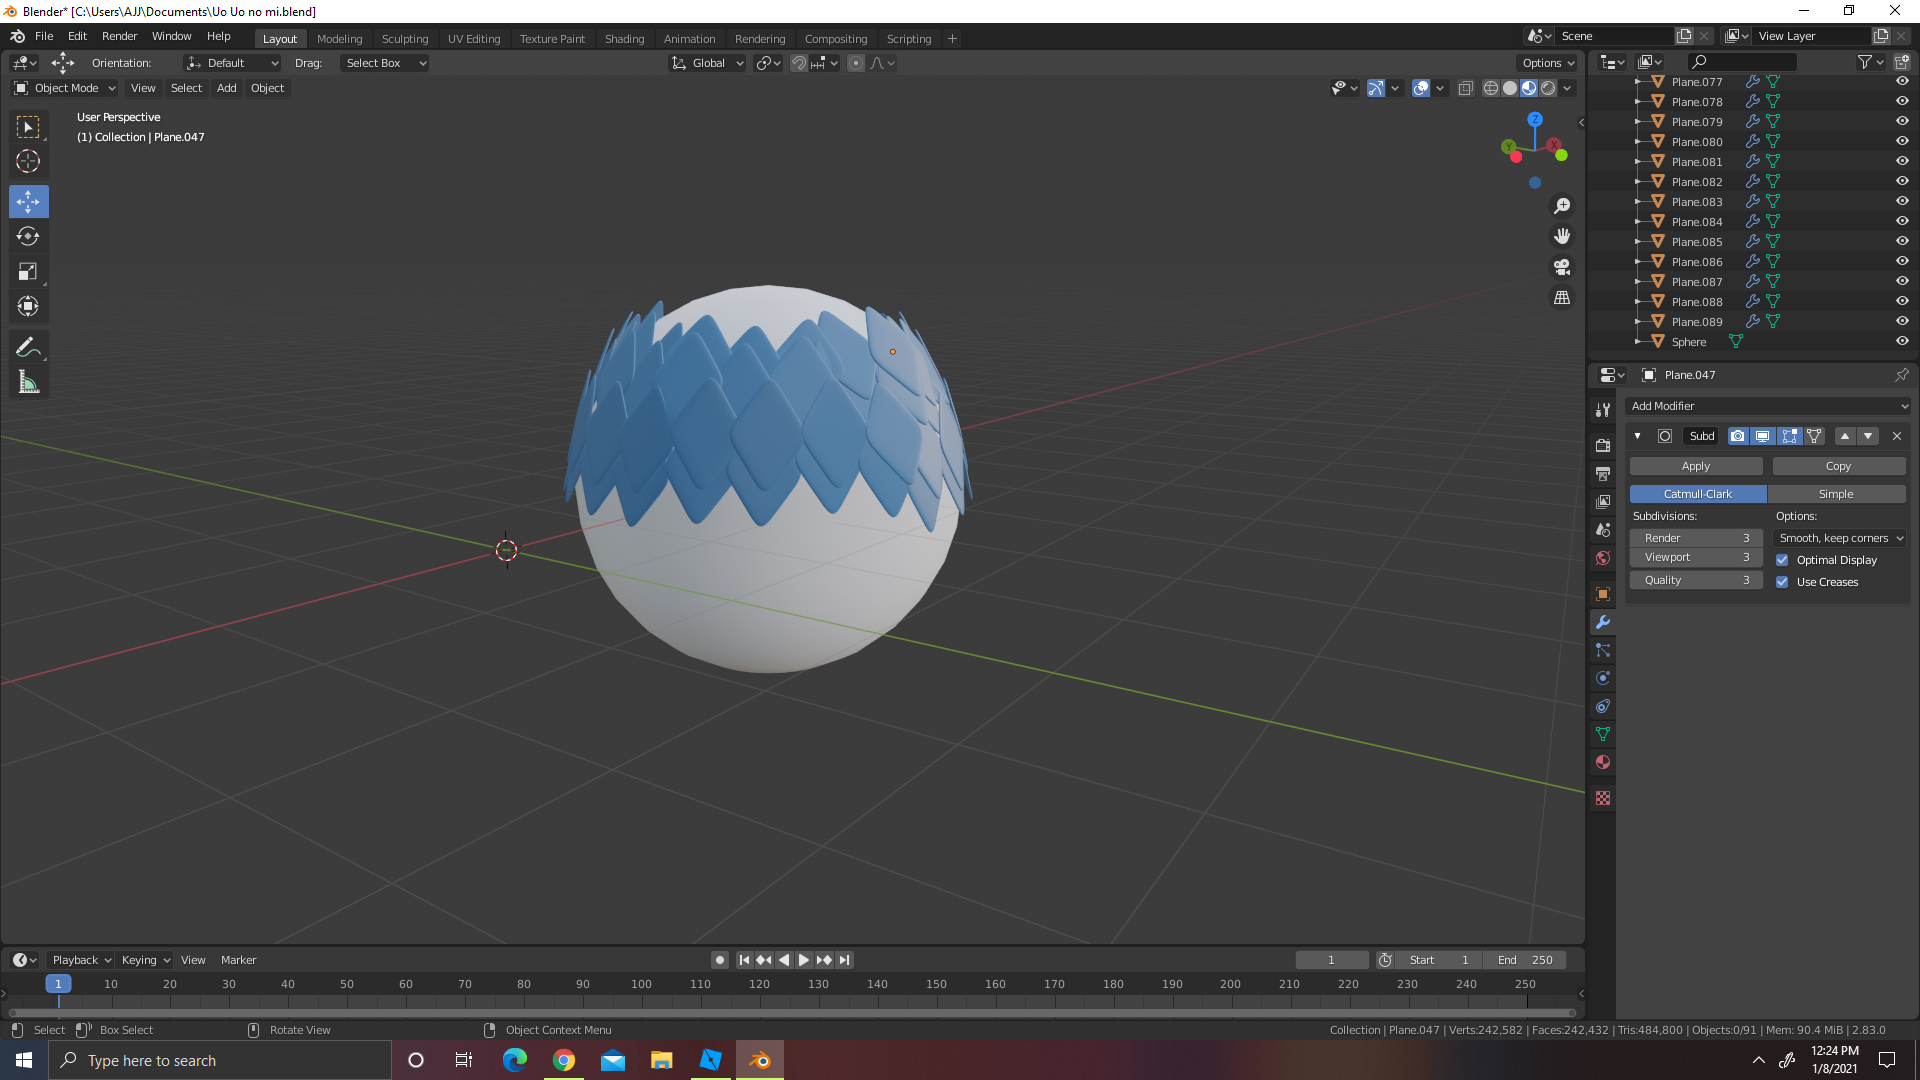 Blender* [C:\Users\AJJ\Documents\Uo Uo no mi.blend]
File Edit Render Window Help Layout Modeling Sculpting UV Editing Texture Paint Shading Animation Rendering Compositing Scripting + Scene View Layer
Orientation: Default Drag: Select Box Global Options
Object Mode View Select Add Object
User Perspective
(1) Collection | Plane.047
Z
Y X
Plane.077
Plane.078
Plane.079
Plane.080
Plane.081
Plane.082
Plane.083
Plane.084
Plane.085
Plane.086
Plane.087
Plane.088
Plane.089
Sphere
Plane.047
Add Modifier
Subd
Apply Copy
Catmull-Clark Simple
Subdivisions: Options:
Render 3 Smooth, keep corners
Viewport 3 Optimal Display
Quality 3 Use Creases
Playback Keying View Marker 1 Start 1 End 250
1 10 20 30 40 50 60 70 80 90 100 110 120 130 140 150 160 170 180 190 200 210 220 230 240 250
Select Box Select Rotate View Object Context Menu Collection | Plane.047 | Verts:242,582 | Faces:242,432 | Tris:484,800 | Objects:0/91 | Mem: 90.4 MiB | 2.83.0
Type here to search
12:24 PM
1/8/2021